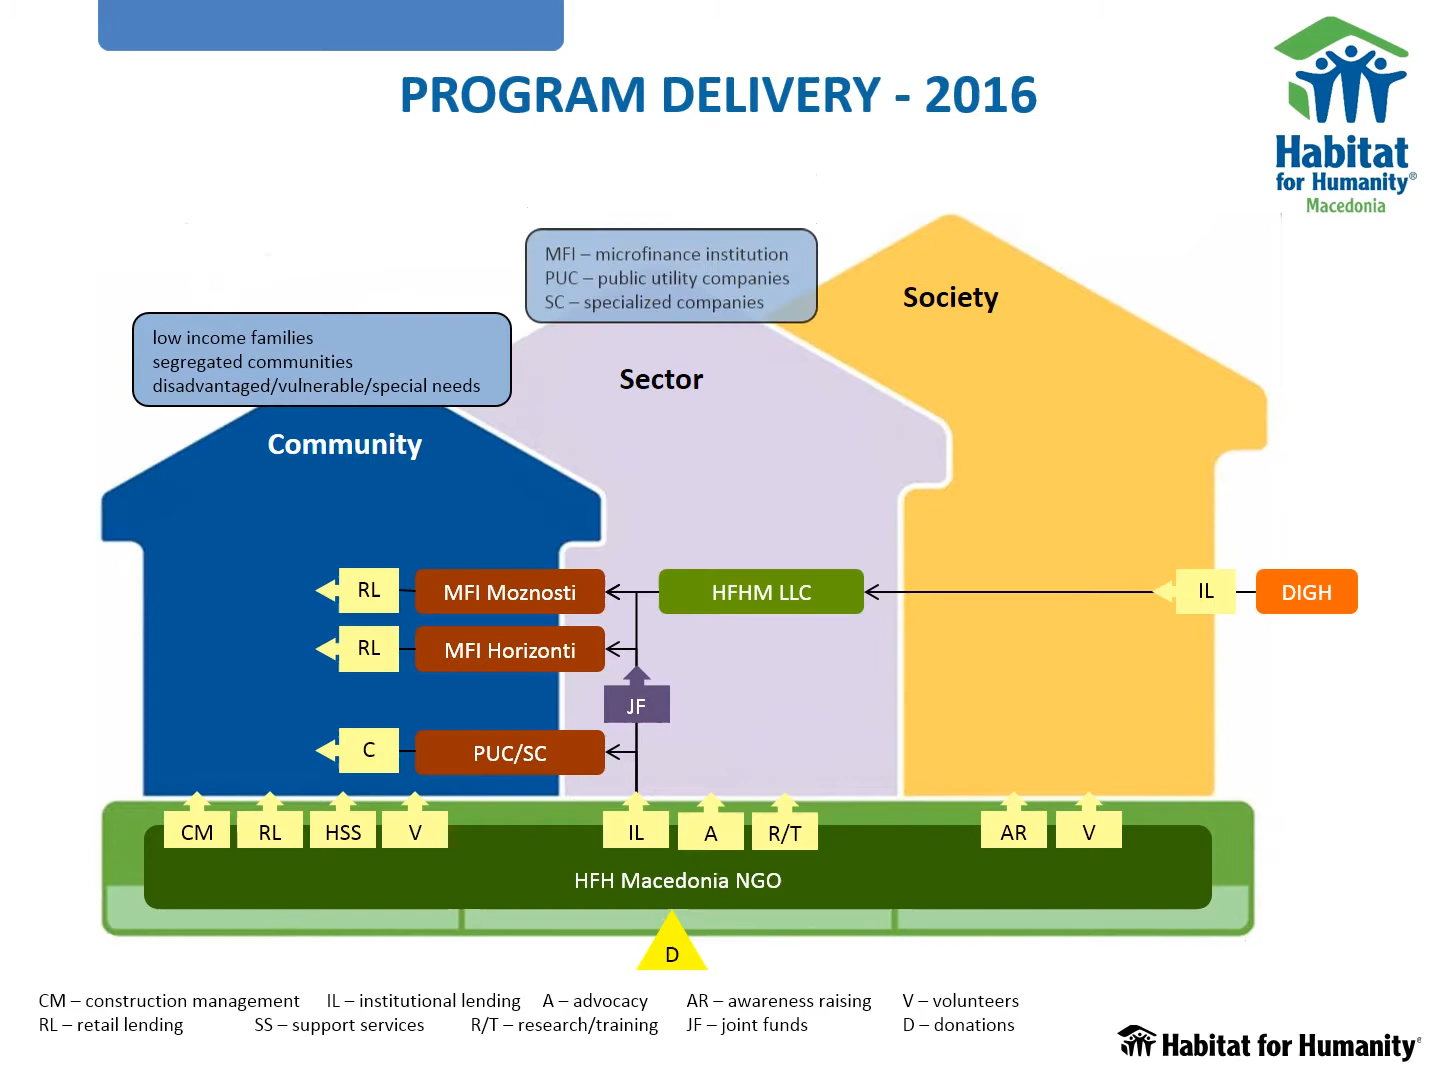 PROGRAM DELIVERY - 2016
Habitat
for Humanity®
Macedonia
MFI – microfinance institution
PUC – public utility companies
SC – specialized companies
Society
low income families
segregated communities
disadvantaged/vulnerable/special needs
Sector
Community
RL MFI Moznosti HFHM LLC IL DIGH
RL MFI Horizonti
JF
C PUC/SC
CM RL HSS V IL A R/T AR V
HFH Macedonia NGO
D
CM – construction management IL – institutional lending A – advocacy AR – awareness raising V – volunteers
RL – retail lending SS – support services R/T – research/training JF – joint funds D – donations
Habitat for Humanity®